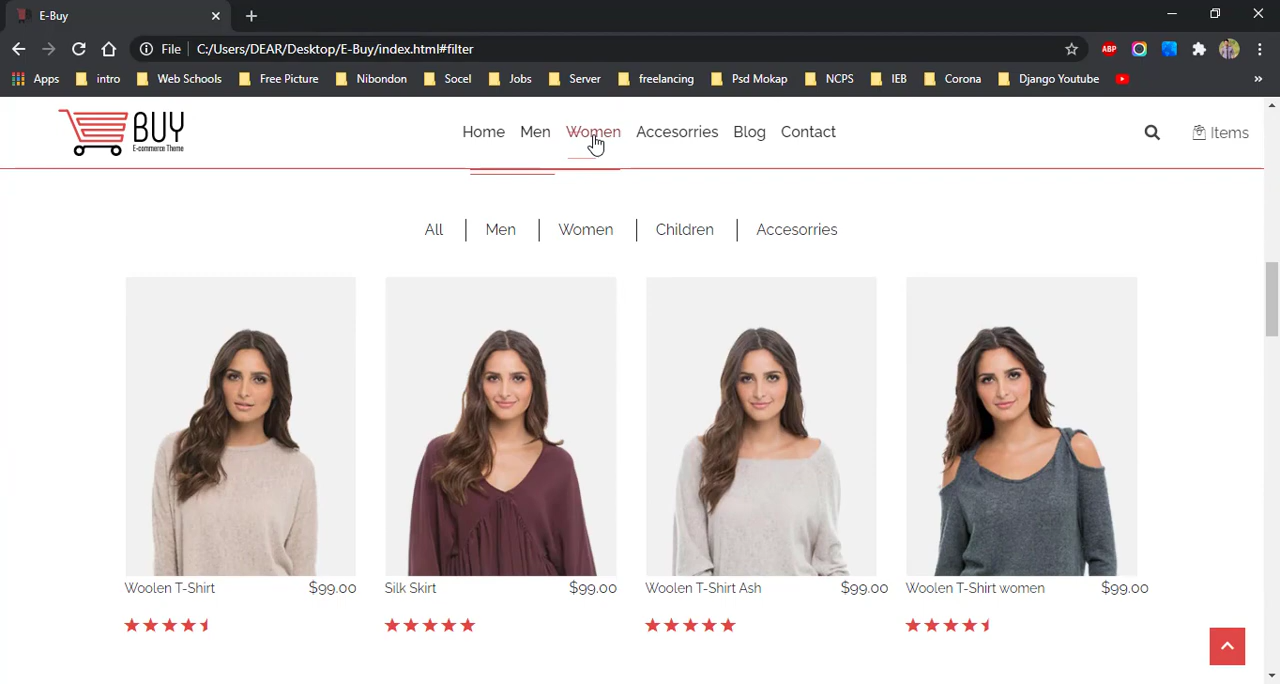 E-Buy
File C:/Users/DEAR/Desktop/E-Buy/index.html#filter
ABP
Apps intro Web Schools Free Picture Nibondon Socel Jobs Server freelancing Psd Mokap NCPS IEB Corona Django Youtube »
BUY
E-commerce Theme
Home Men Women Accesorries Blog Contact
Items
All Men Women Children Accesorries
Woolen T-Shirt $99.00
Silk Skirt $99.00
Woolen T-Shirt Ash $99.00
Woolen T-Shirt women $99.00